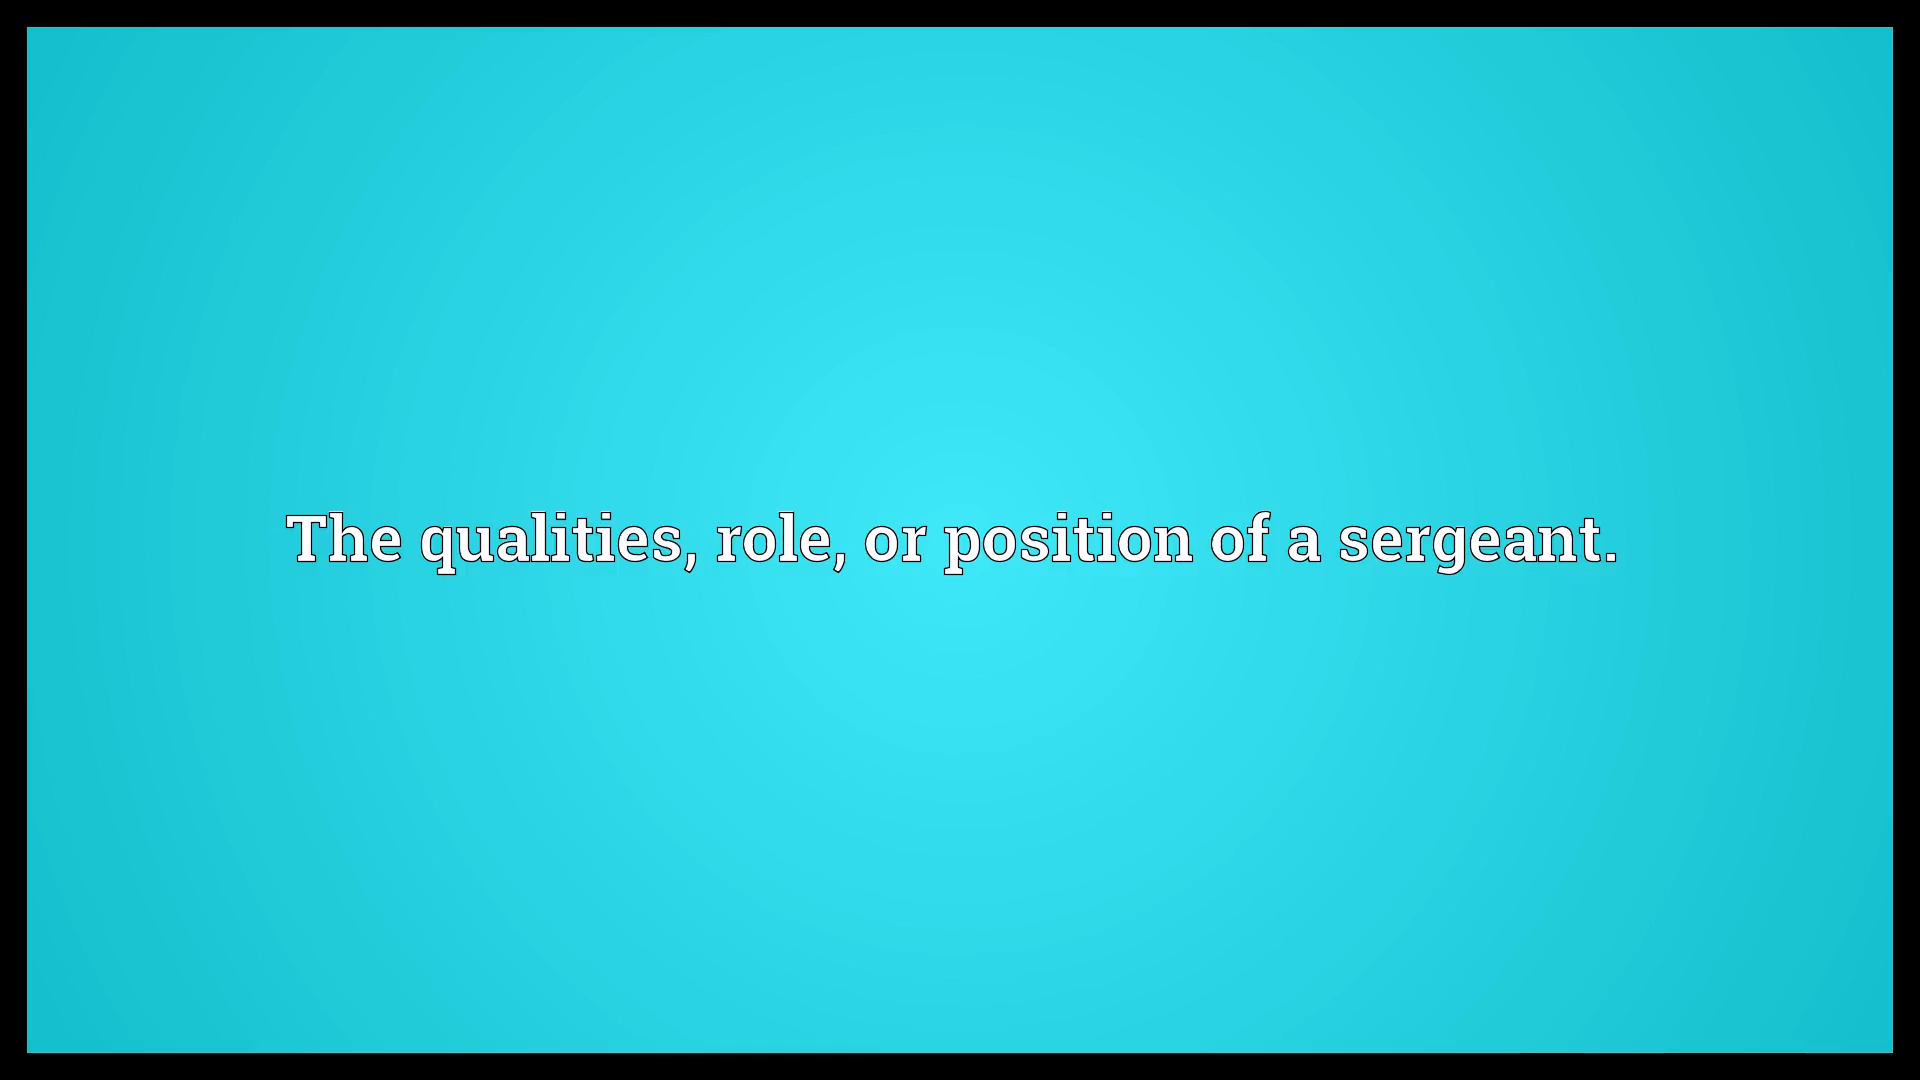 The qualities, role, or position of a sergeant.